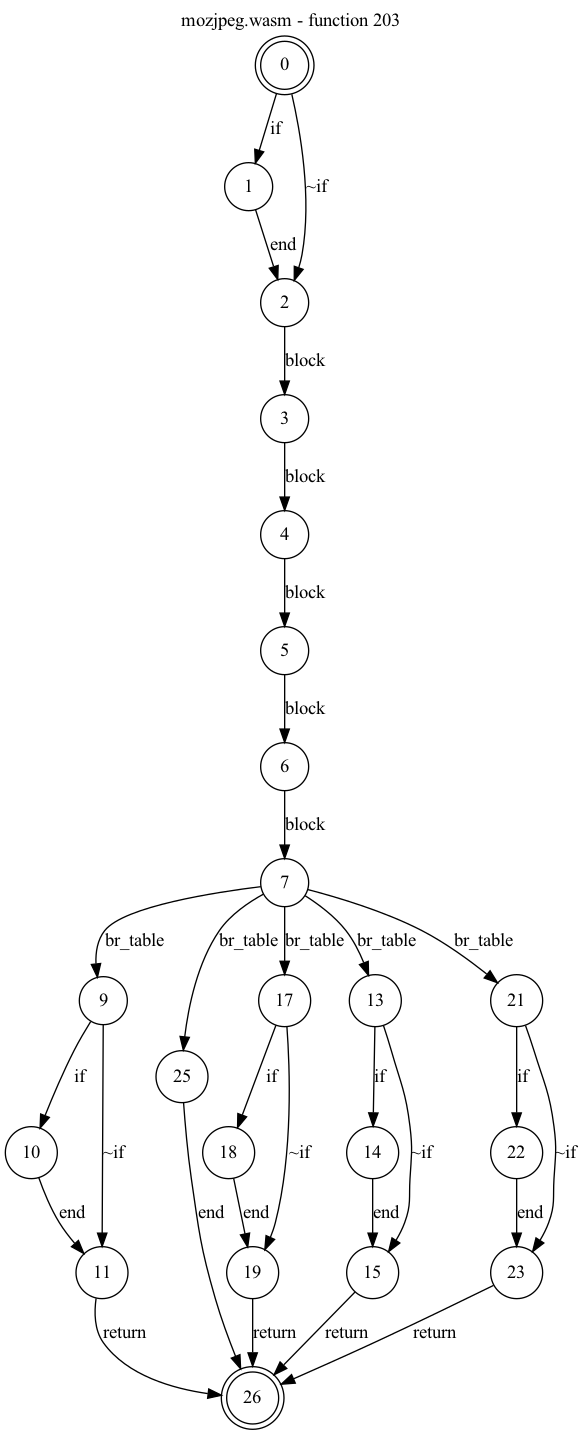 mozjpeg.wasm - function 203
0
if
1
~if
end
2
block
3
block
4
block
5
block
6
block
7
br_table
br_table
br_table
br_table
br_table
9
17
13
21
25
if
if
if
if
10
~if
18
~if
14
~if
22
~if
end
end
end
end
end
11
19
15
23
return
return
return
return
26